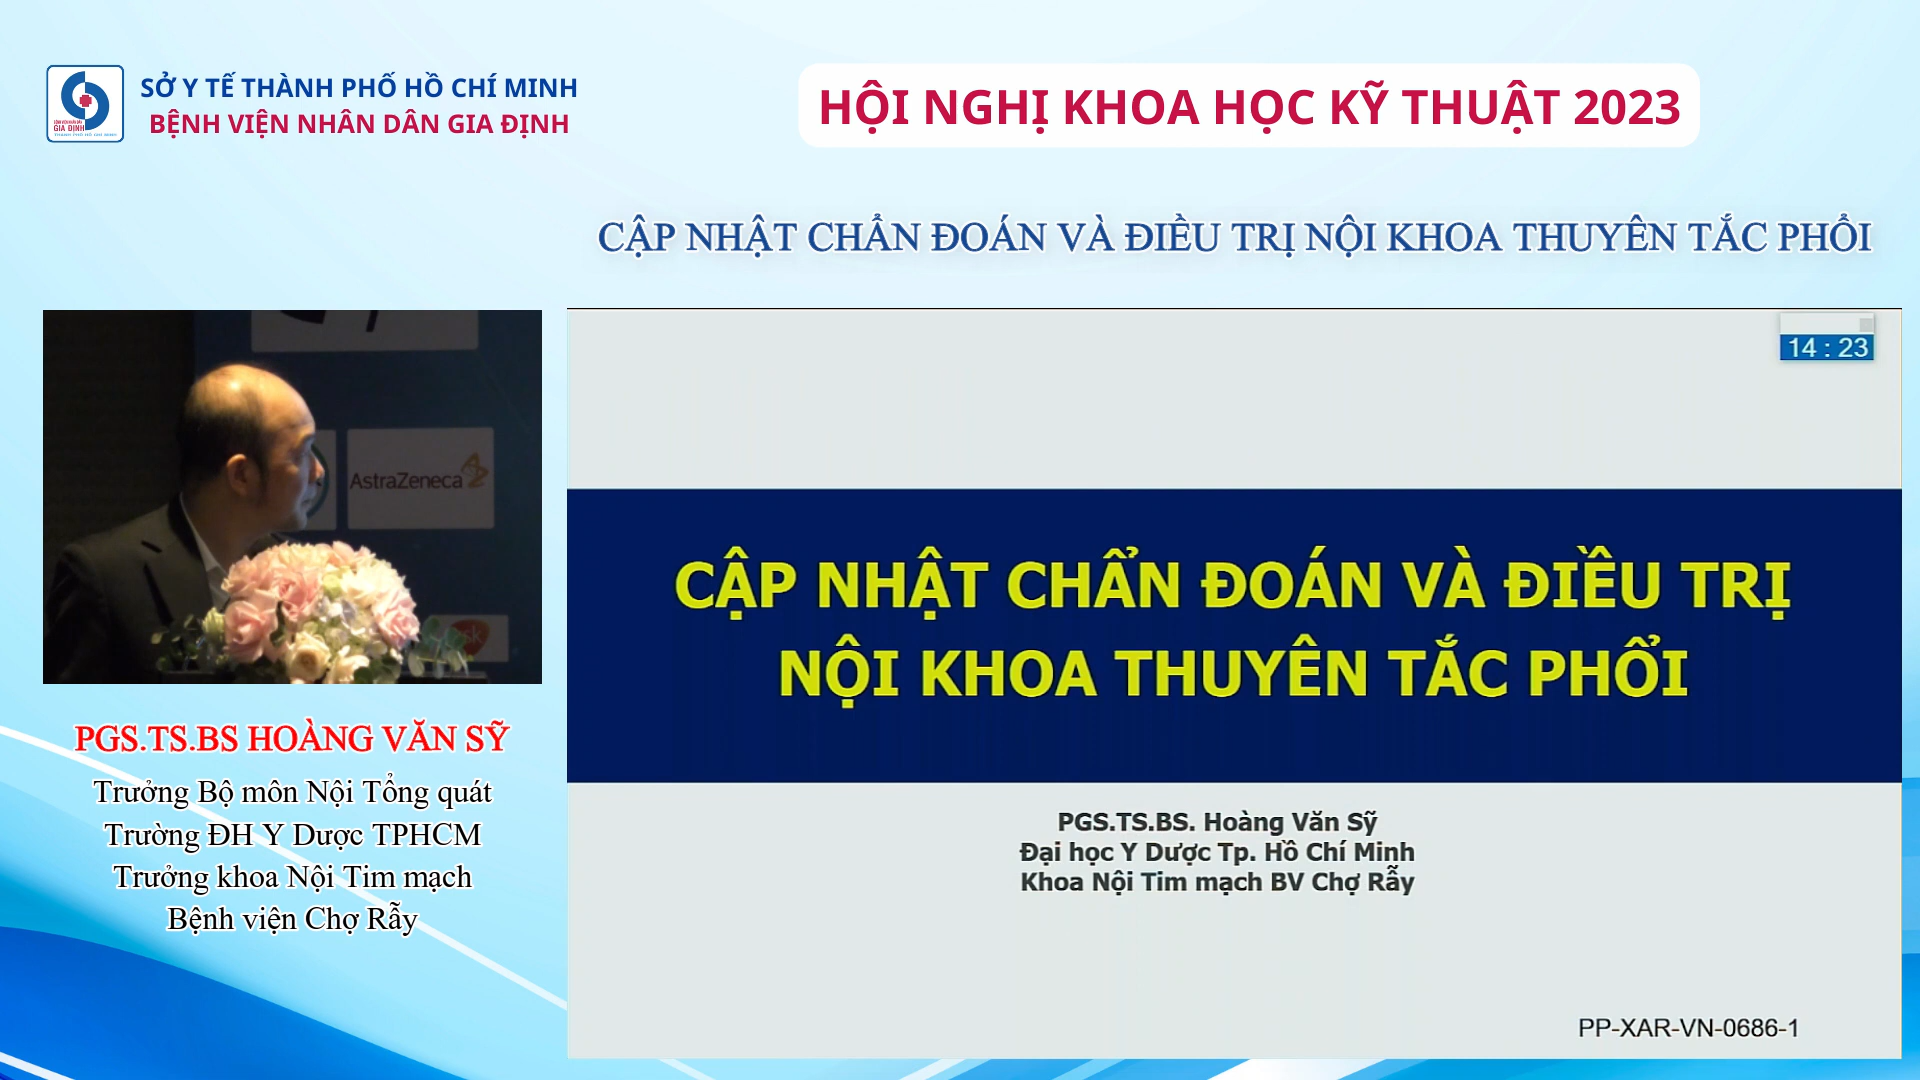 SỞ Y TẾ THÀNH PHỐ HỒ CHÍ MINH
BỆNH VIỆN NHÂN DÂN GIA ĐỊNH
GIA ĐỊNH
HỘI NGHỊ KHOA HỌC KỸ THUẬT 2023
CẬP NHẬT CHẨN ĐOÁN VÀ ĐIỀU TRỊ NỘI KHOA THUYÊN TẮC PHỔI
AstraZeneca
gsk
PGS.TS.BS HOÀNG VĂN SỸ
Trưởng Bộ môn Nội Tổng quát
Trường ĐH Y Dược TPHCM
Trưởng khoa Nội Tim mạch
Bệnh viện Chợ Rẫy
14 : 23
CẬP NHẬT CHẨN ĐOÁN VÀ ĐIỀU TRỊ
NỘI KHOA THUYÊN TẮC PHỔI
PGS.TS.BS. Hoàng Văn Sỹ
Đại học Y Dược Tp. Hồ Chí Minh
Khoa Nội Tim mạch BV Chợ Rẫy
PP-XAR-VN-0686-1